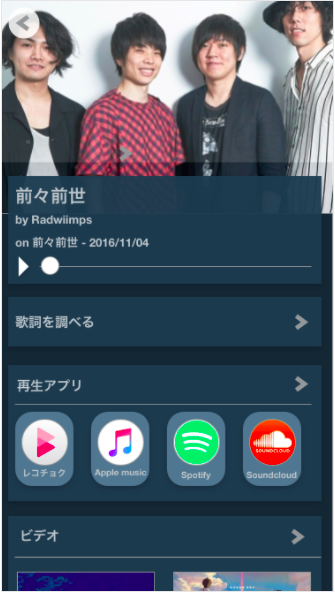 前々前世
by Radwiimps
on 前々前世 - 2016/11/04
歌詞を調べる
再生アプリ
レコチョク
Apple music
Spotify
SOUNDCLOUD
Soundcloud
ビデオ